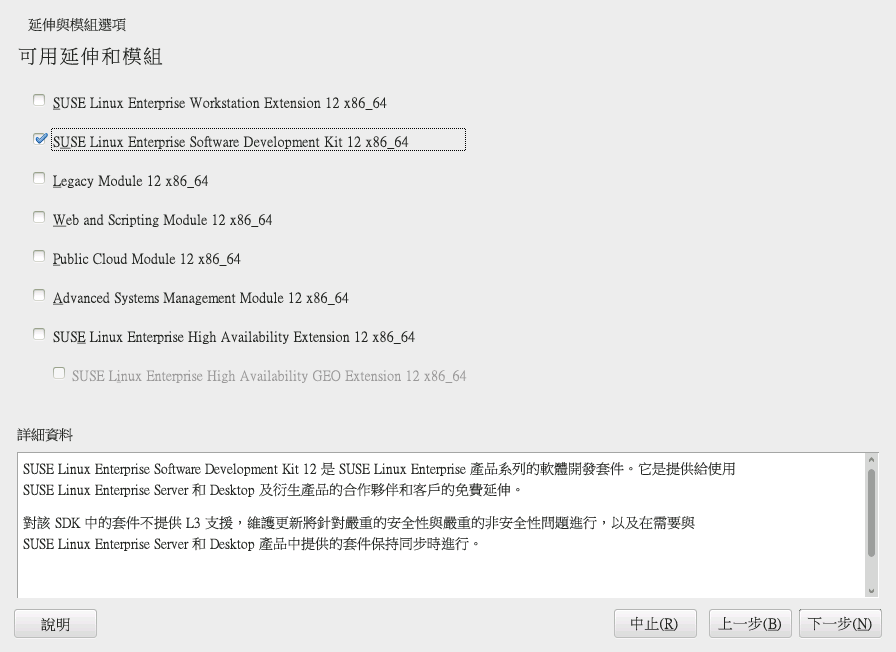 延伸與模組選項
可用延伸和模組
SUSE Linux Enterprise Workstation Extension 12 x86_64
SUSE Linux Enterprise Software Development Kit 12 x86_64
Legacy Module 12 x86_64
Web and Scripting Module 12 x86_64
Public Cloud Module 12 x86_64
Advanced Systems Management Module 12 x86_64
SUSE Linux Enterprise High Availability Extension 12 x86_64
SUSE Linux Enterprise High Availability GEO Extension 12 x86_64
詳細資料
SUSE Linux Enterprise Software Development Kit 12 是 SUSE Linux Enterprise 產品系列的軟體開發套件。它是提供給使用
SUSE Linux Enterprise Server 和 Desktop 及衍生產品的合作夥伴和客戶的免費延伸。
對該 SDK 中的套件不提供 L3 支援，維護更新將針對嚴重的安全性與嚴重的非安全性問題進行，以及在需要與
SUSE Linux Enterprise Server 和 Desktop 產品中提供的套件保持同步時進行。
說明 中止(R) 上一步(B) 下一步(N)